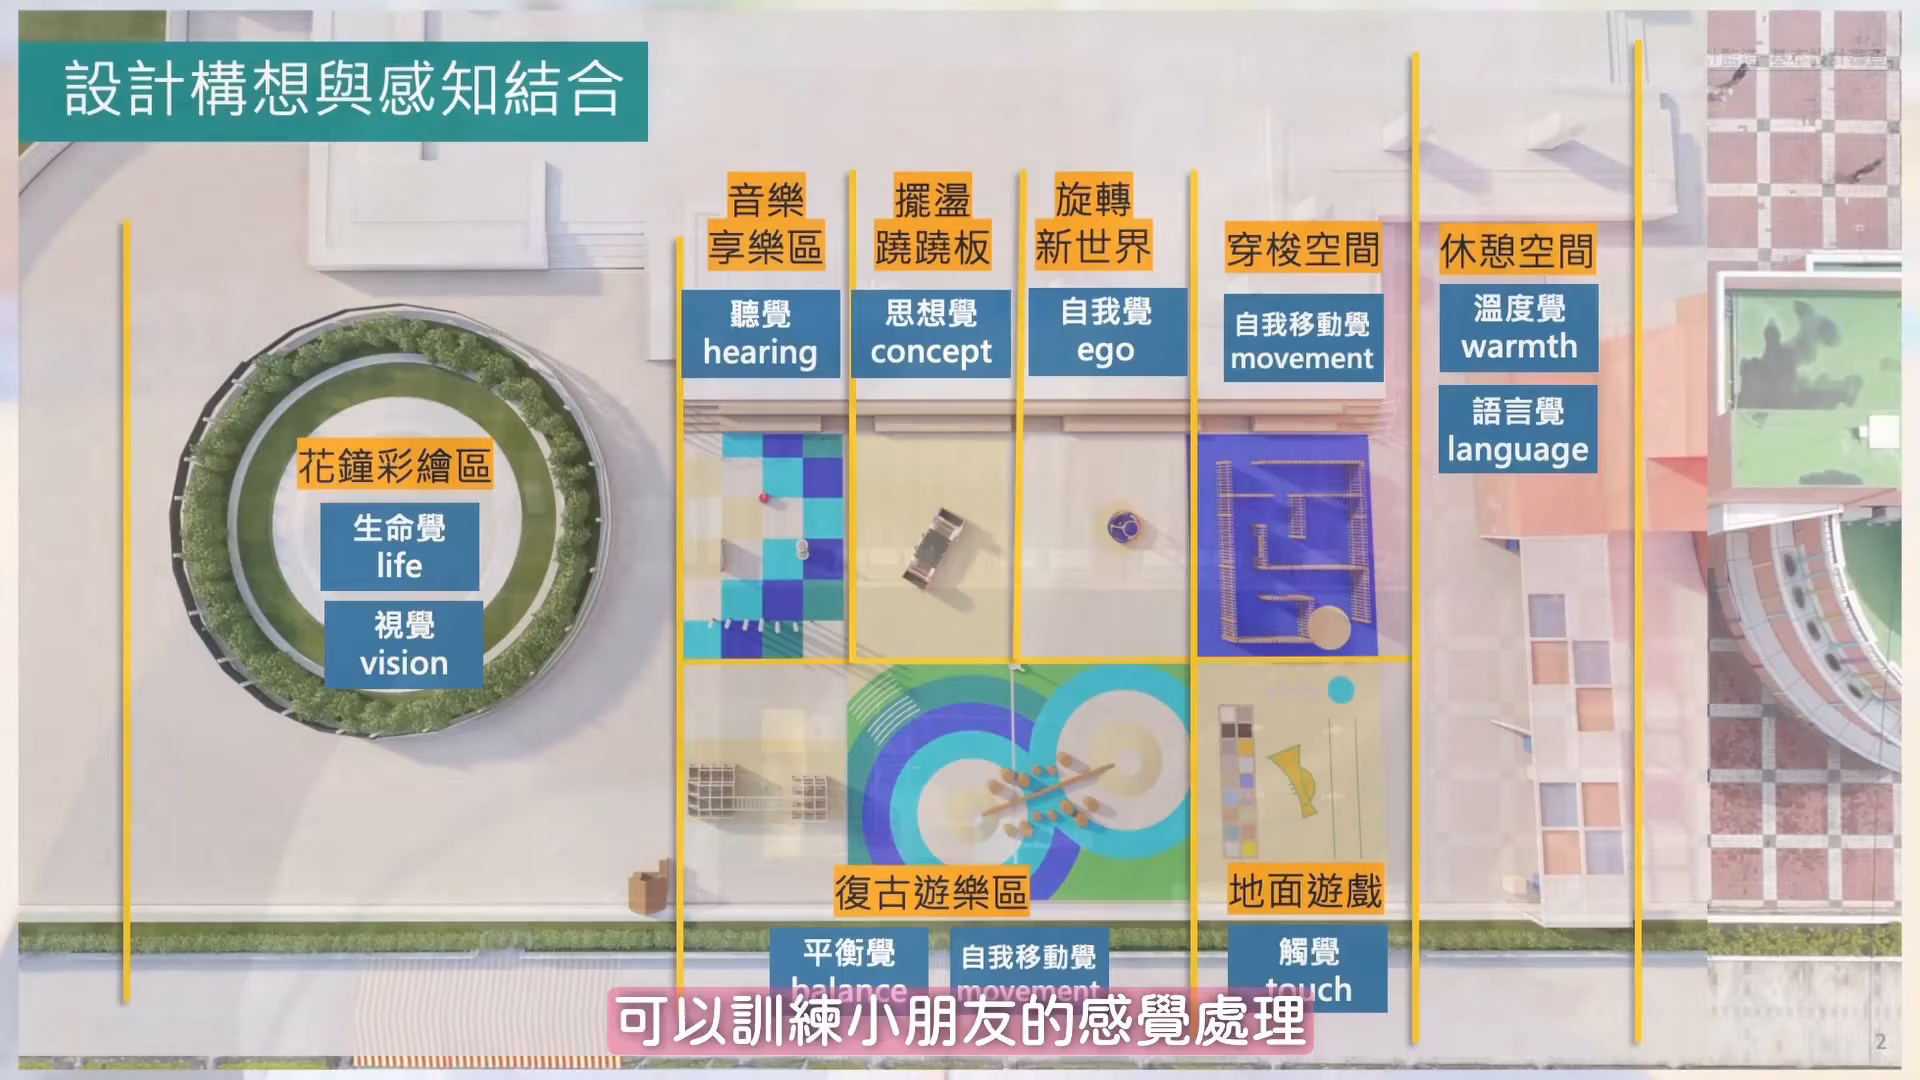 設計構想與感知結合
音樂
享樂區
聽覺
hearing
擺盪
蹺蹺板
思想覺
concept
旋轉
新世界
自我覺
ego
穿梭空間
自我移動覺
movement
休憩空間
溫度覺
warmth
語言覺
language
花鐘彩繪區
生命覺
life
視覺
vision
復古遊樂區
平衡覺
balance
自我移動覺
movement
地面遊戲
觸覺
touch
可以訓練小朋友的感覺處理
2